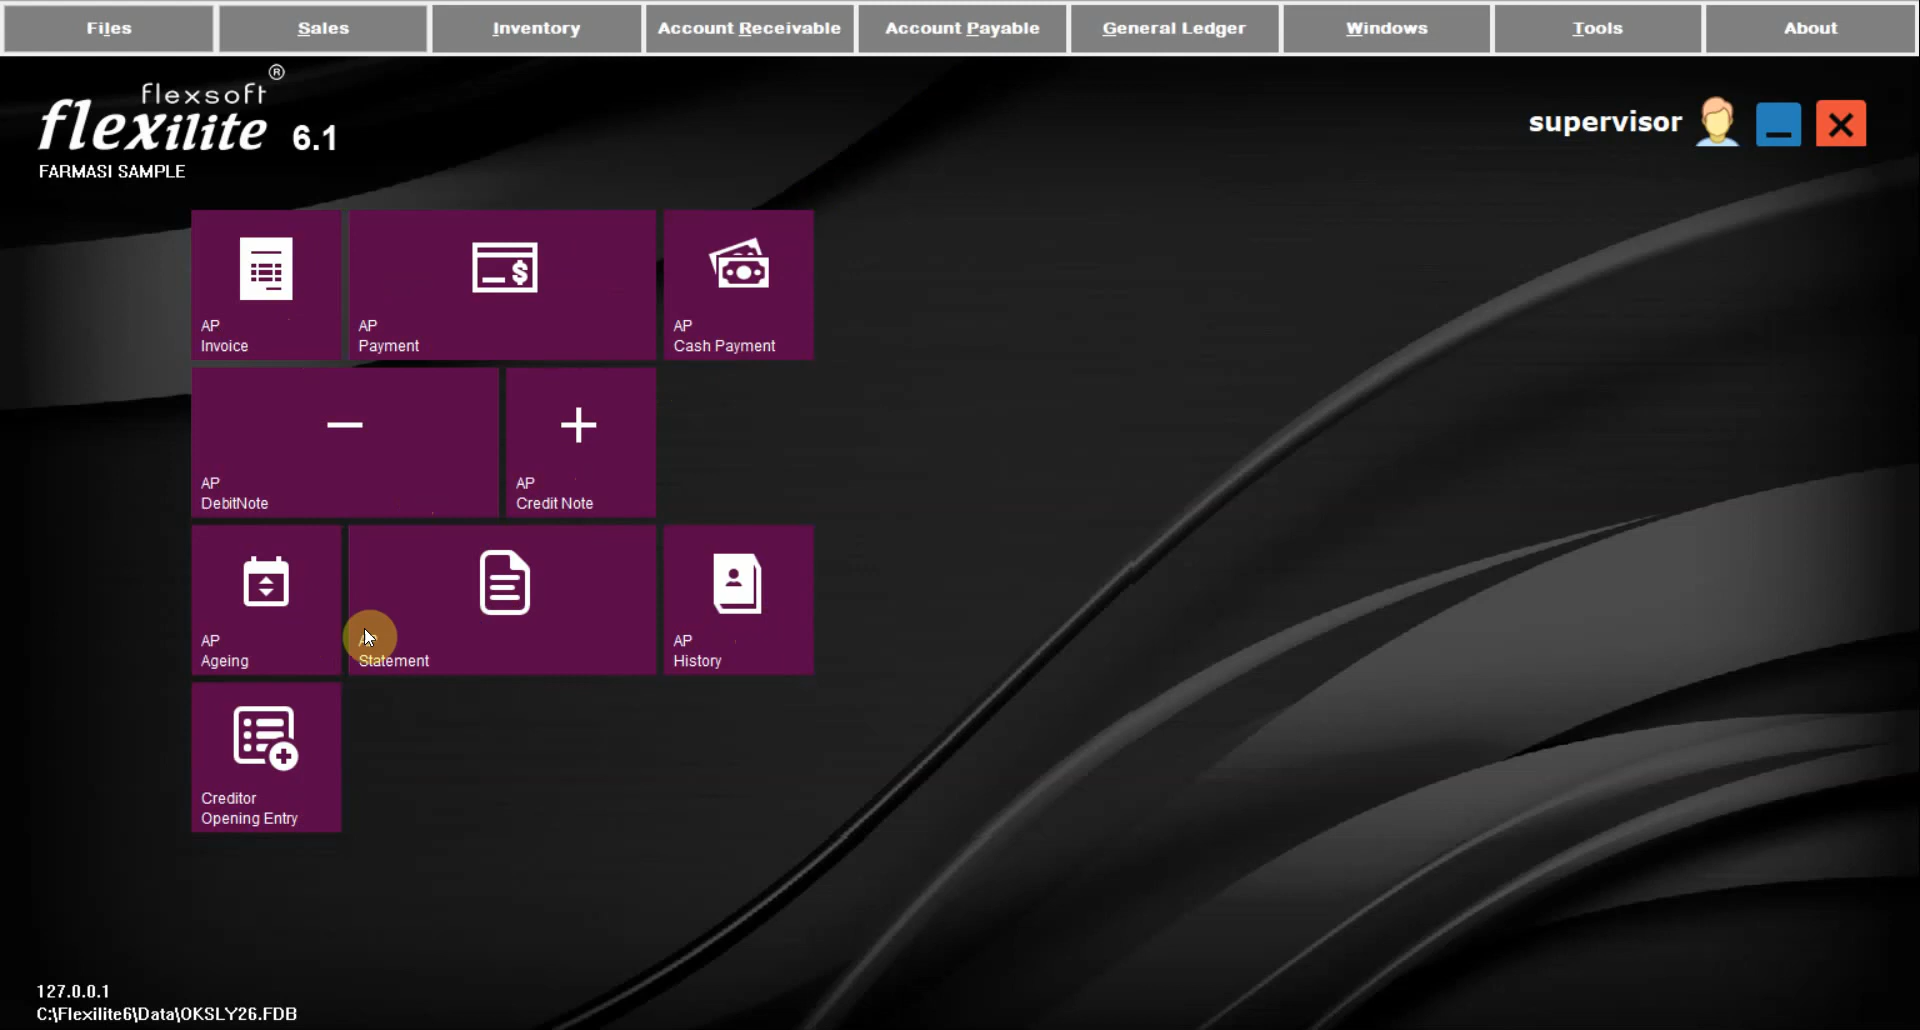 Files Sales Inventory Account Receivable Account Payable General Ledger Windows Tools About
flexsoft ®
flexilite 6.1
FARMASI SAMPLE
supervisor
AP
Invoice
AP
Payment
AP
Cash Payment
AP
DebitNote
AP
Credit Note
AP
Ageing
AP
Statement
AP
History
Creditor
Opening Entry
127.0.0.1
C:\Flexilite6\Data\OKSLY26.FDB